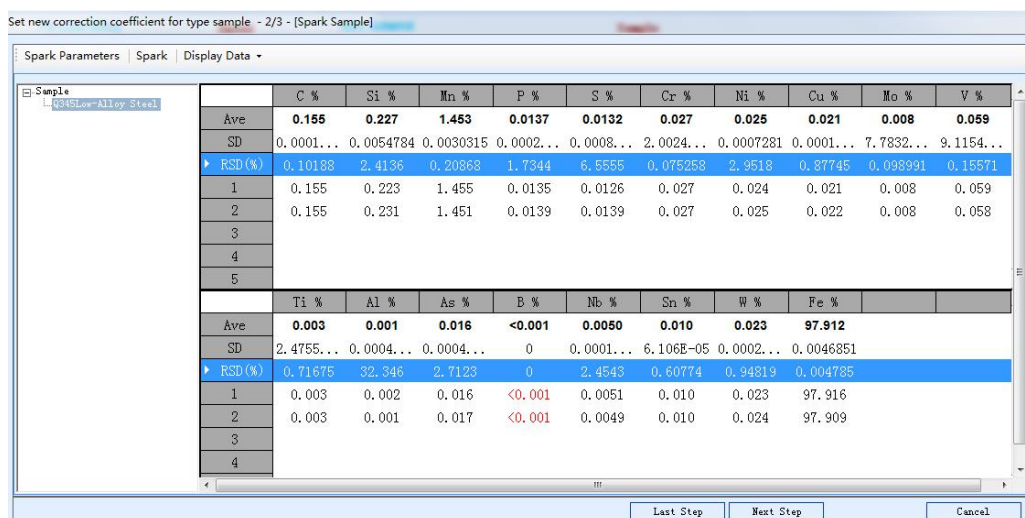 Set new correction coefficient for type sample - 2/3 - [Spark Sample]
Spark Parameters Spark Display Data
Sample
Q345Low-Alloy Steel
C % Si % Mn % P % S % Cr % Ni % Cu % Mo % V %
Ave 0.155 0.227 1.453 0.0137 0.0132 0.027 0.025 0.021 0.008 0.059
SD 0.0001... 0.0054784 0.0030315 0.0002... 0.0008... 2.0024... 0.0007281 0.0001... 7.7832... 9.1154...
RSD(%) 0.10188 2.4136 0.20868 1.7344 6.5555 0.075258 2.9518 0.87745 0.098991 0.15571
1 0.155 0.223 1.455 0.0135 0.0126 0.027 0.024 0.021 0.008 0.059
2 0.155 0.231 1.451 0.0139 0.0139 0.027 0.025 0.022 0.008 0.058
3
4
5
Ti % Al % As % B % Nb % Sn % W % Fe %
Ave 0.003 0.001 0.016 <0.001 0.0050 0.010 0.023 97.912
SD 2.4755... 0.0004... 0.0004... 0 0.0001... 6.106E-05 0.0002... 0.0046851
RSD(%) 0.71675 32.346 2.7123 0 2.4543 0.60774 0.94819 0.004785
1 0.003 0.002 0.016 <0.001 0.0051 0.010 0.023 97.916
2 0.003 0.001 0.017 <0.001 0.0049 0.010 0.024 97.909
3
4
Last Step Next Step Cancel